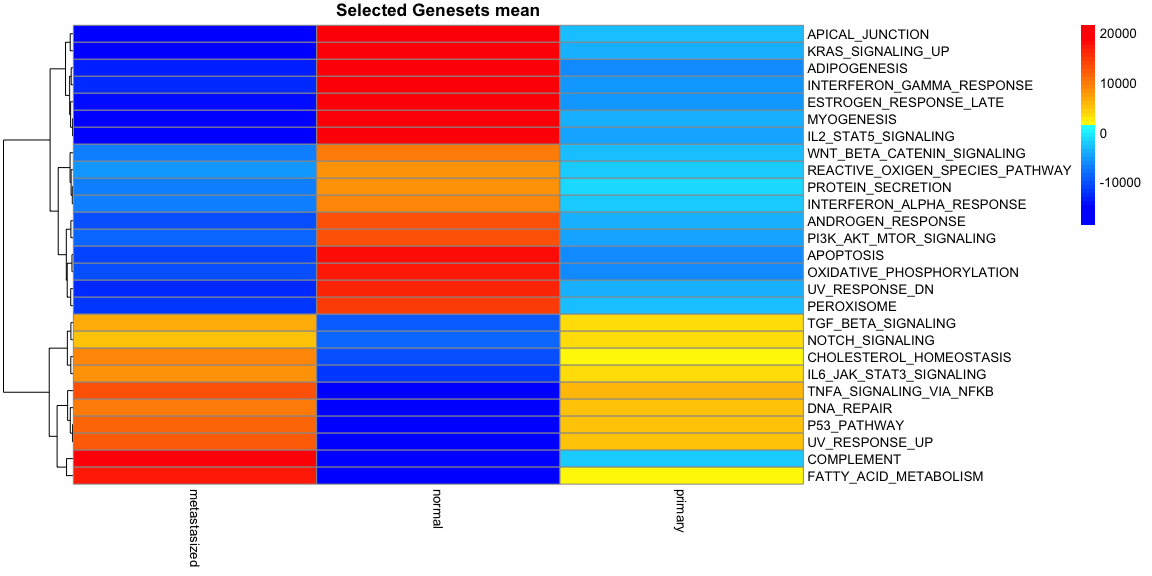 Selected Genesets mean
APICAL_JUNCTION
KRAS_SIGNALING_UP
ADIPOGENESIS
INTERFERON_GAMMA_RESPONSE
ESTROGEN_RESPONSE_LATE
MYOGENESIS
IL2_STAT5_SIGNALING
WNT_BETA_CATENIN_SIGNALING
REACTIVE_OXIGEN_SPECIES_PATHWAY
PROTEIN_SECRETION
INTERFERON_ALPHA_RESPONSE
ANDROGEN_RESPONSE
PI3K_AKT_MTOR_SIGNALING
APOPTOSIS
OXIDATIVE_PHOSPHORYLATION
UV_RESPONSE_DN
PEROXISOME
TGF_BETA_SIGNALING
NOTCH_SIGNALING
CHOLESTEROL_HOMEOSTASIS
IL6_JAK_STAT3_SIGNALING
TNFA_SIGNALING_VIA_NFKB
DNA_REPAIR
P53_PATHWAY
UV_RESPONSE_UP
COMPLEMENT
FATTY_ACID_METABOLISM
20000
10000
0
-10000
metastasized
normal
primary